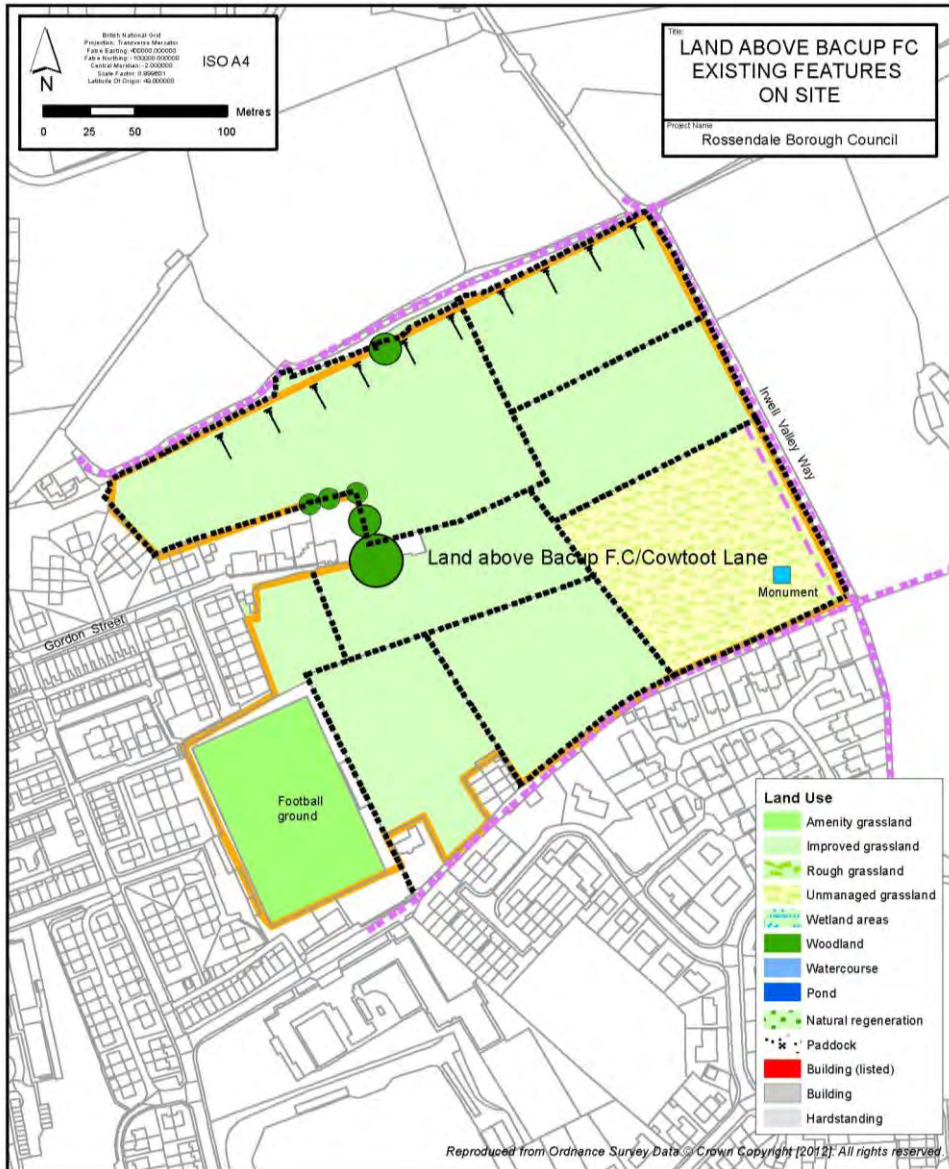 British National Grid
Projection: Transverse Mercator
False Easting: 400000.000000
False Northing: -100000.000000
Central Meridian: -2.000000
Scale Factor: 0.999601
Latitude Of Origin: 49.000000
ISO A4
N
Metres
0 25 50 100
Title:
LAND ABOVE BACUP FC
EXISTING FEATURES
ON SITE
Project Name
Rossendale Borough Council
Irwell Valley Way
Land above Bacup F.C/Cowtoot Lane
Monument
Gordon Street
Football
ground
Land Use
Amenity grassland
Improved grassland
Rough grassland
Unmanaged grassland
Wetland areas
Woodland
Watercourse
Pond
Natural regeneration
Paddock
Building (listed)
Building
Hardstanding
Reproduced from Ordnance Survey Data © Crown Copyright [2012]. All rights reserved